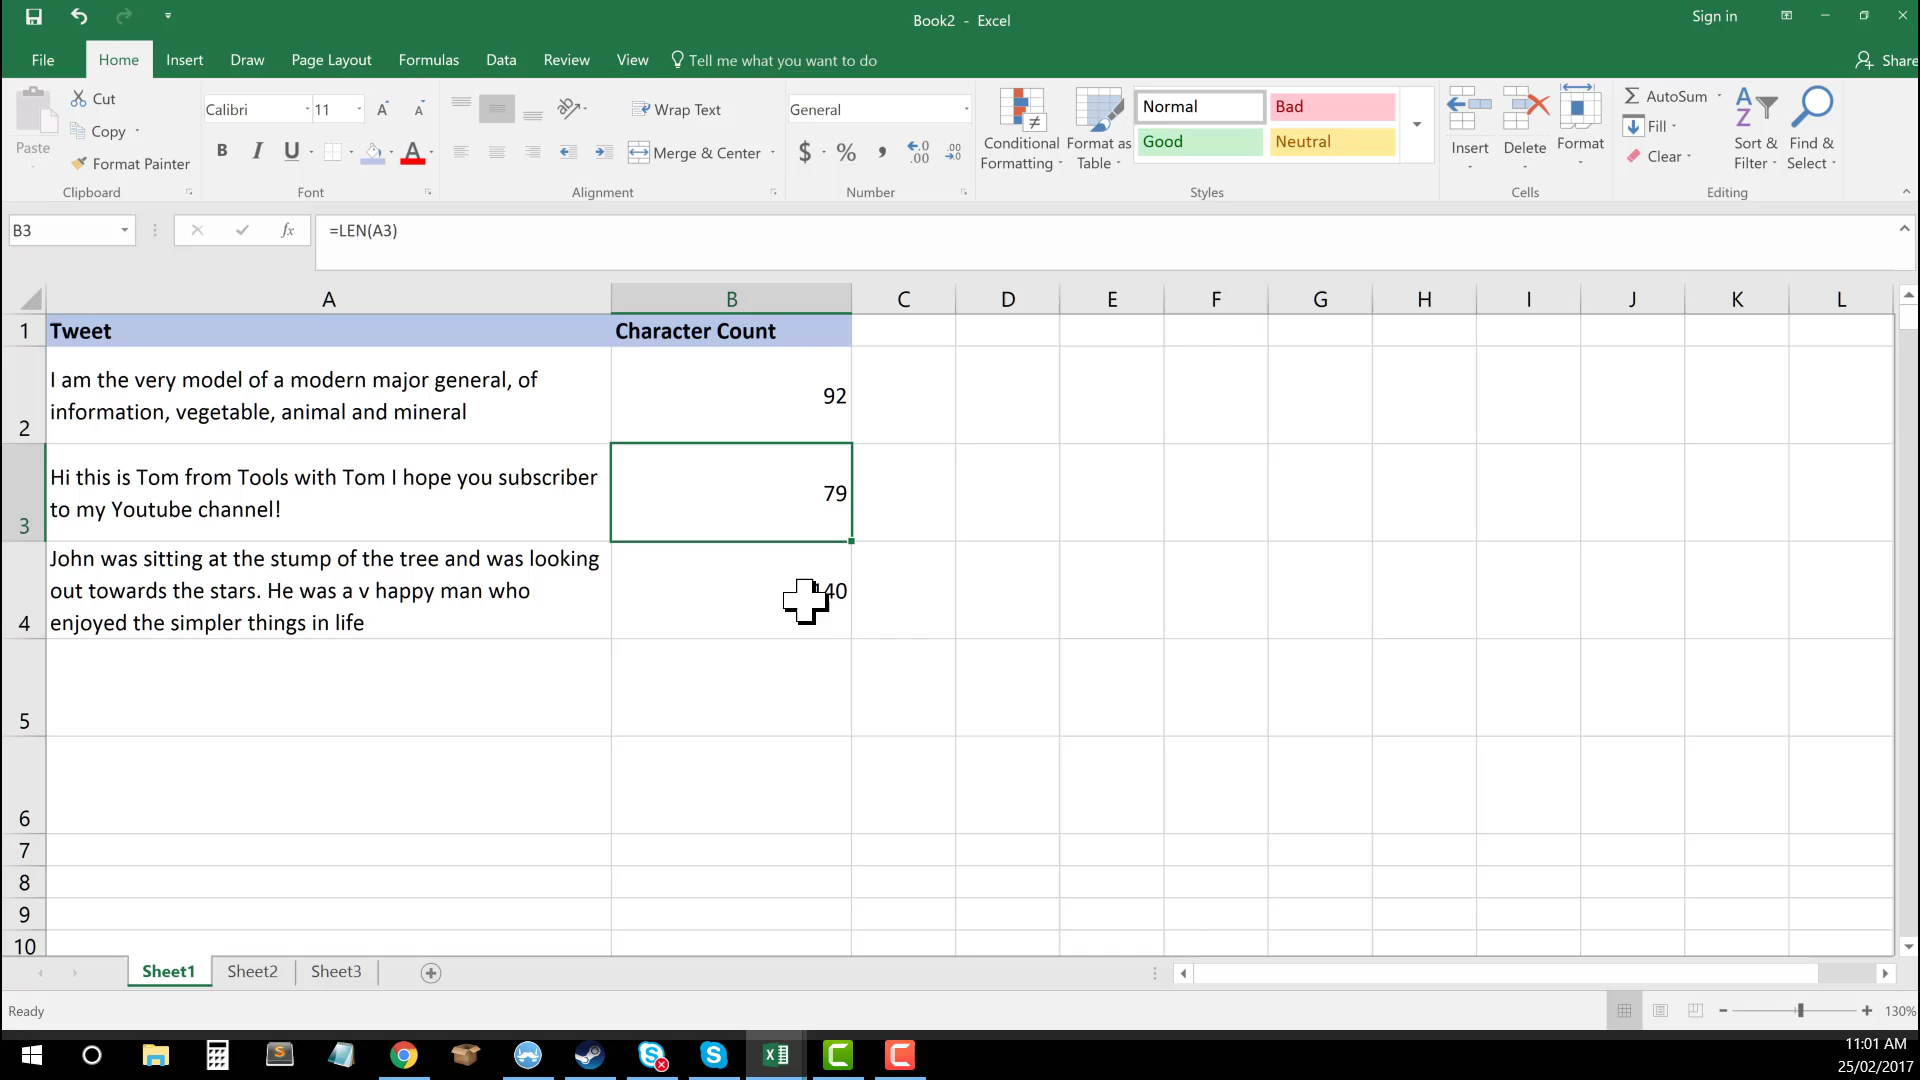 Book2 - Excel
Sign in
File
Home
Insert
Draw
Page Layout
Formulas
Data
Review
View
Tell me what you want to do
Share
Paste
Cut
Copy
Format Painter
Clipboard
Calibri
11
B I U
Font
Wrap Text
Merge & Center
Alignment
General
$ % ,
Number
Conditional
Formatting
Format as
Table
Normal
Bad
Good
Neutral
Styles
Insert
Delete
Format
Cells
AutoSum
Fill
Clear
Sort &
Filter
Find &
Select
Editing
B3
fx
=LEN(A3)
A B C D E F G H I J K L
1
Tweet
Character Count
I am the very model of a modern major general, of
information, vegetable, animal and mineral
92
2
Hi this is Tom from Tools with Tom I hope you subscriber
to my Youtube channel!
79
3
John was sitting at the stump of the tree and was looking
out towards the stars. He was a v happy man who
enjoyed the simpler things in life
4
5
6
7
8
9
10
Sheet1
Sheet2
Sheet3
Ready
130%
11:01 AM
25/02/2017